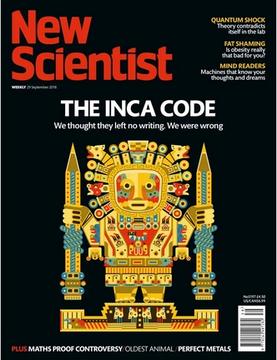 New
Scientist
WEEKLY 29 September 2018
QUANTUM SHOCK
Theory contradicts
itself in the lab
FAT SHAMING
Is obesity really
that bad for you?
MIND READERS
Machines that know your
thoughts and dreams
THE INCA CODE
We thought they left no writing. We were wrong
PLUS MATHS PROOF CONTROVERSY / OLDEST ANIMAL / PERFECT METALS